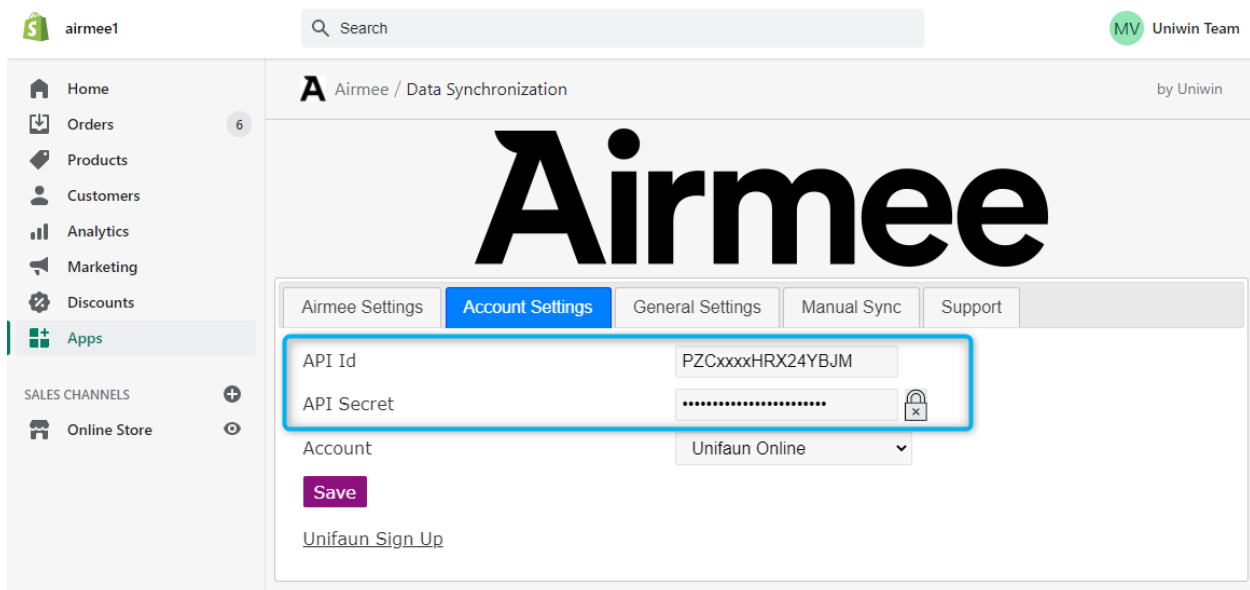 airmee1
Search
MV Uniwin Team
Home
Orders 6
Products
Customers
Analytics
Marketing
Discounts
Apps
SALES CHANNELS
Online Store
A Airmee / Data Synchronization
by Uniwin
Airmee
Airmee Settings Account Settings General Settings Manual Sync Support
API Id PZCxxxxHRX24YBJM
API Secret ••••••••••••••••••••••••
Account Unifaun Online
Save
Unifaun Sign Up